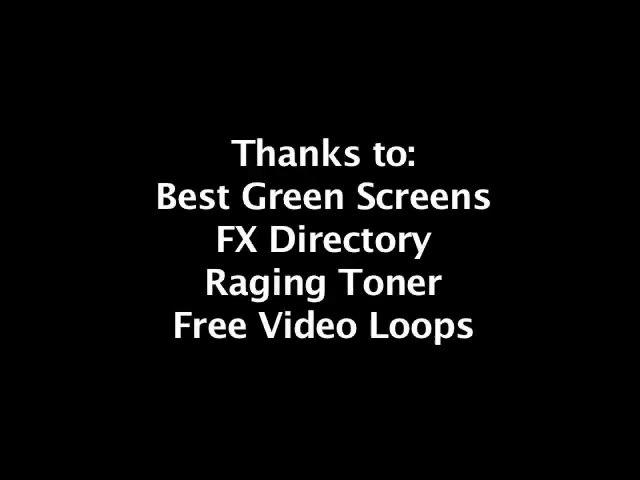 Thanks to:
Best Green Screens
FX Directory
Raging Toner
Free Video Loops